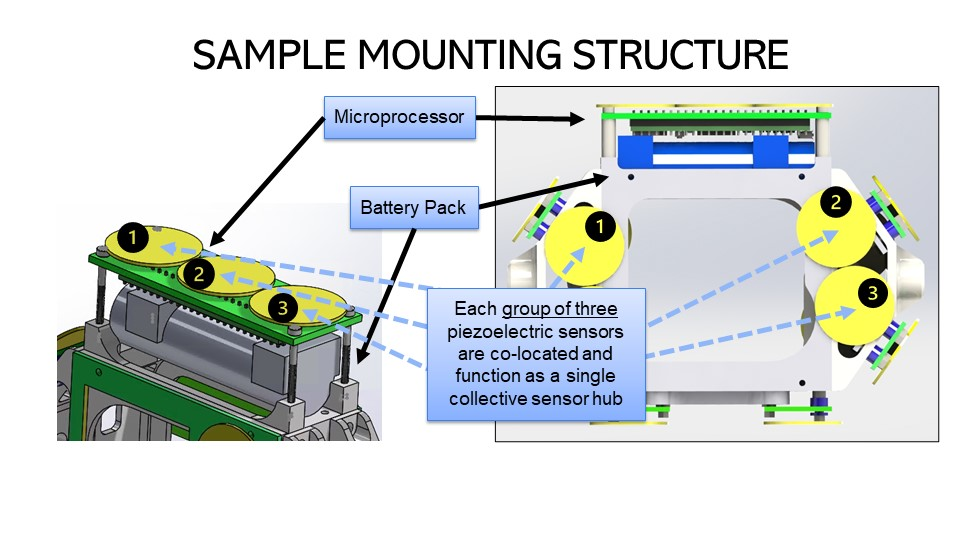 SAMPLE MOUNTING STRUCTURE
Microprocessor
Battery Pack
1
2
3
1
2
3
Each group of three
piezoelectric sensors
are co-located and
function as a single
collective sensor hub